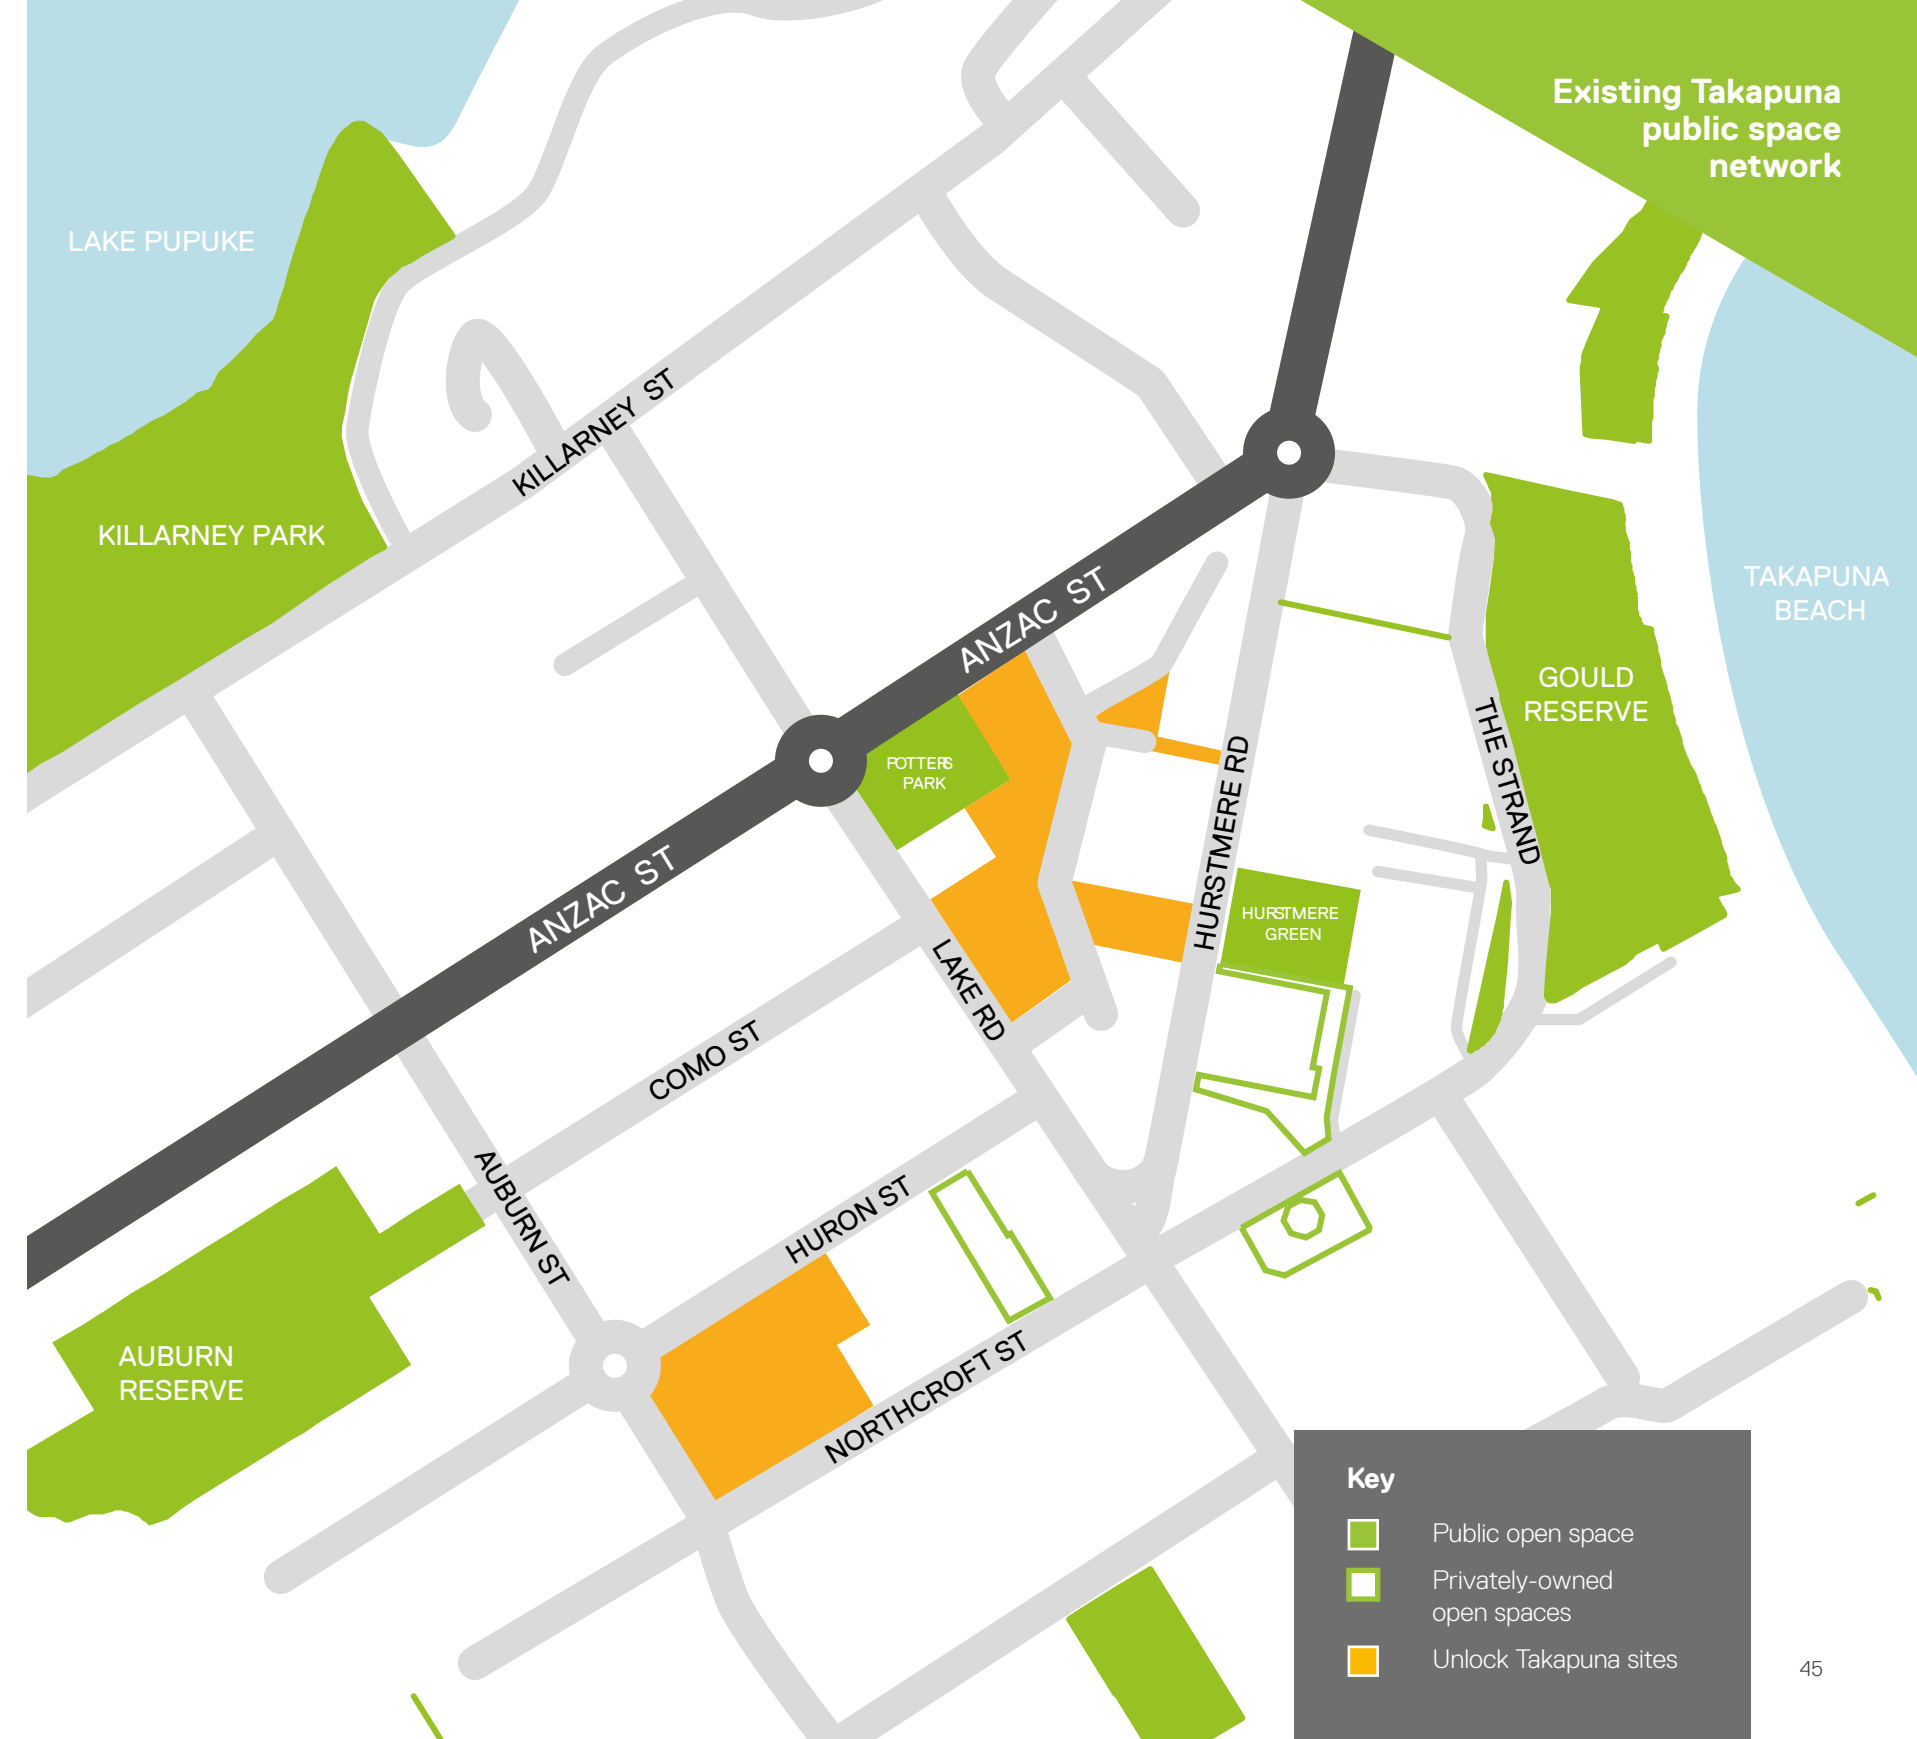 Existing Takapuna
public space
network
LAKE PUPUKE
KILLARNEY ST
KILLARNEY PARK
TAKAPUNA
BEACH
ANZAC ST
GOULD
RESERVE
THE STRAND
POTTERS
PARK
HURSTMERE RD
ANZAC ST
HURSTMERE
GREEN
LAKE RD
COMO ST
AUBURN ST
HURON ST
AUBURN
RESERVE
NORTHCROFT ST
Key
Public open space
Privately-owned
open spaces
Unlock Takapuna sites
45